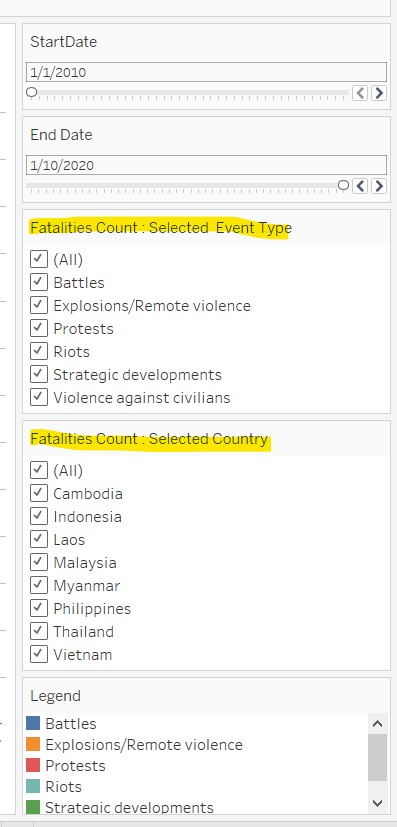 StartDate
1/1/2010
End Date
1/10/2020
Fatalities Count : Selected  Event Type
(All)
Battles
Explosions/Remote violence
Protests
Riots
Strategic developments
Violence against civilians
Fatalities Count : Selected Country
(All)
Cambodia
Indonesia
Laos
Malaysia
Myanmar
Philippines
Thailand
Vietnam
Legend
Battles
Explosions/Remote violence
Protests
Riots
Strategic developments